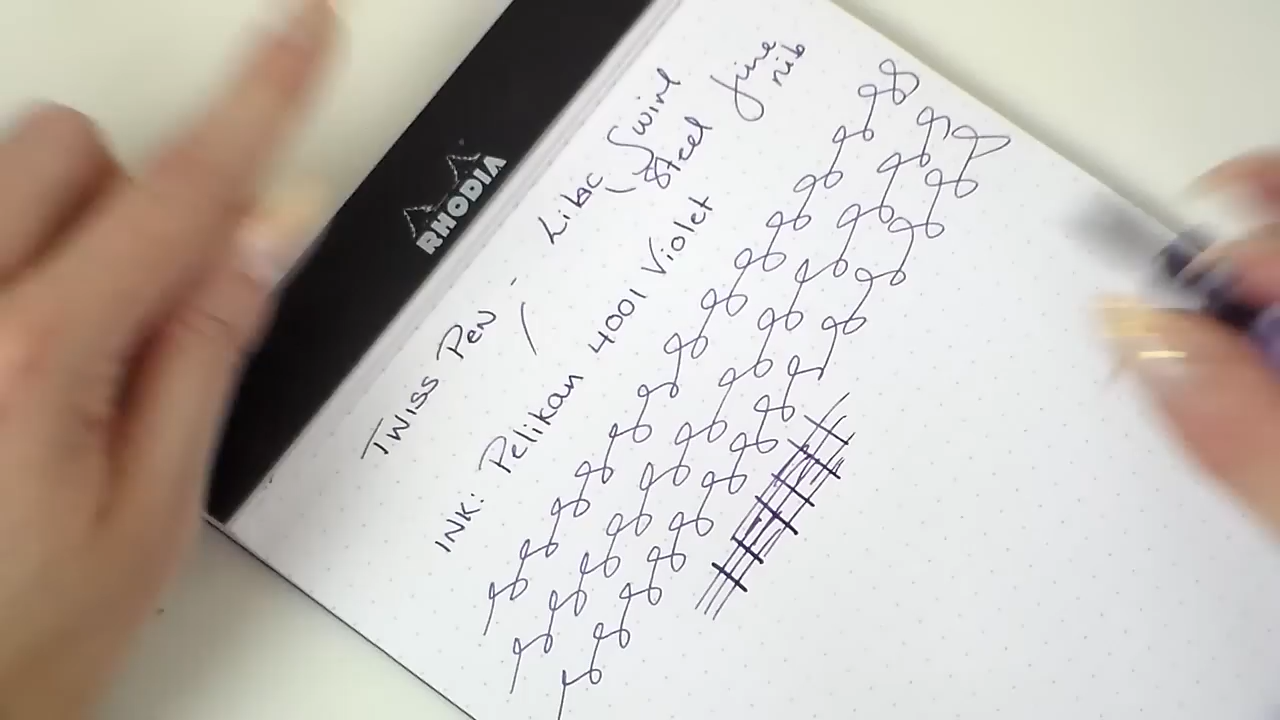 RHODIA
Twiss Pen - Lilac Swirl
Steel fine nib
INK: Pelikan 4001 Violet